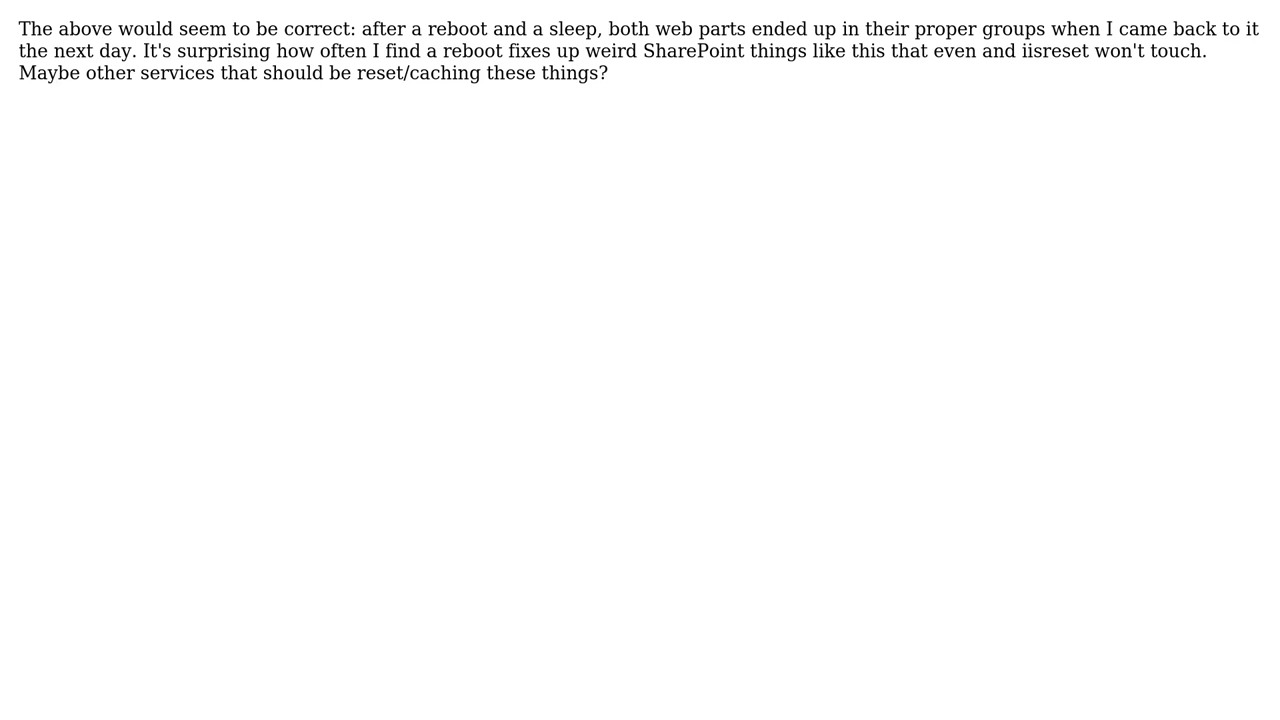 The above would seem to be correct: after a reboot and a sleep, both web parts ended up in their proper groups when I came back to it
the next day. It's surprising how often I find a reboot fixes up weird SharePoint things like this that even and iisreset won't touch.
Maybe other services that should be reset/caching these things?